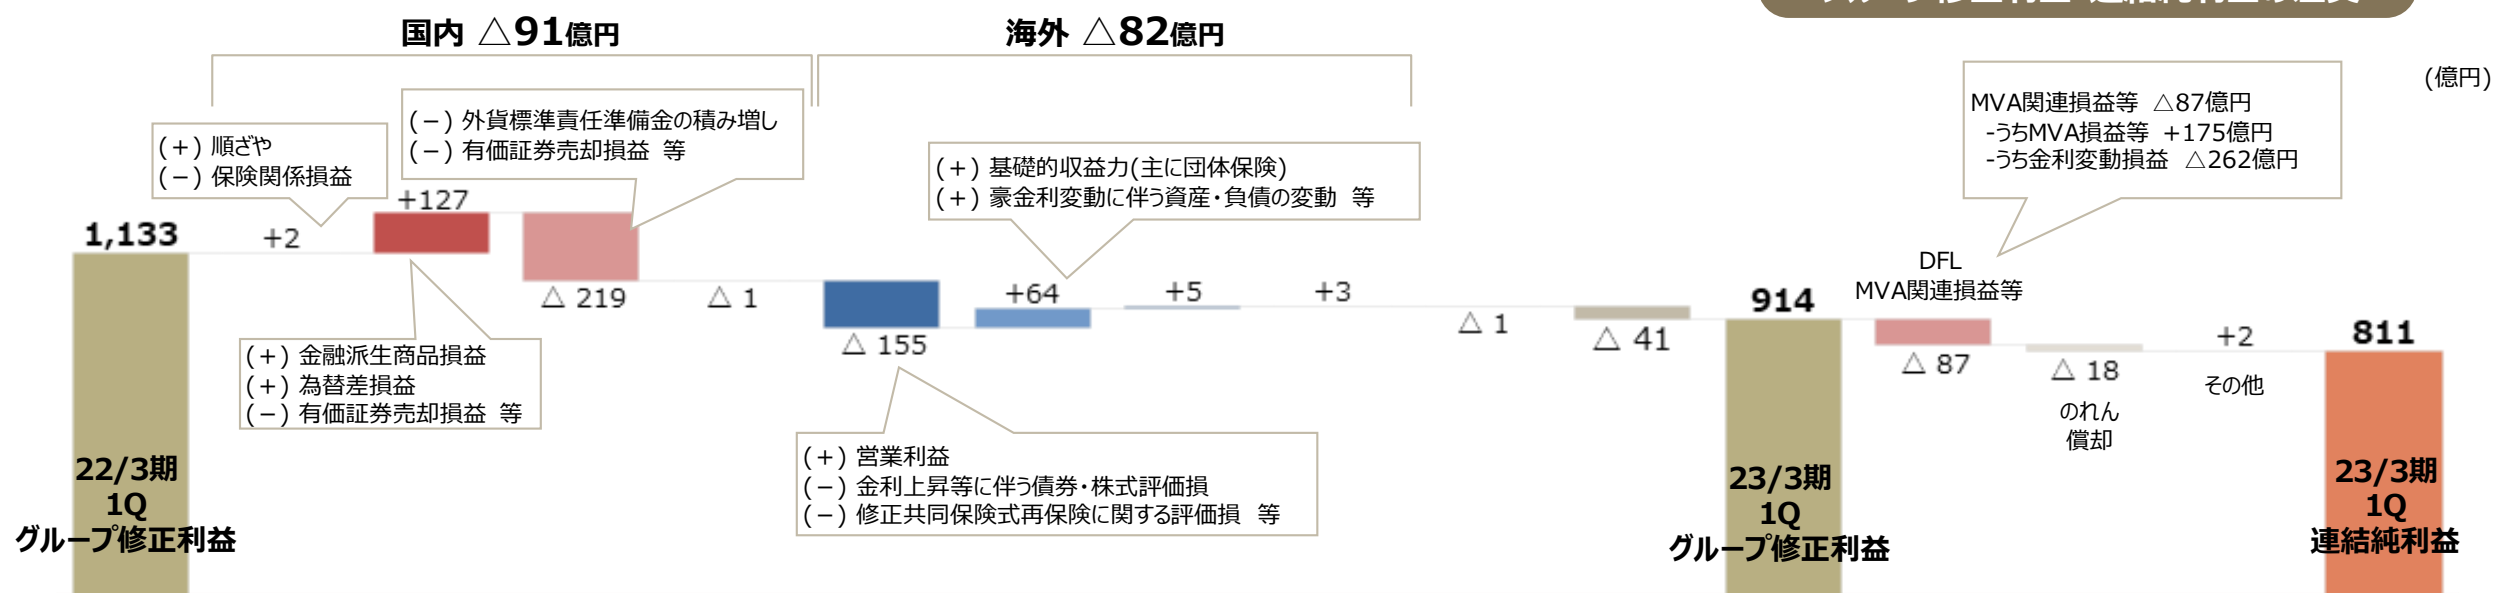 国内 △91億円
海外 △82億円
(億円)
(+) 順ざや
(−) 保険関係損益
(−) 外貨標準責任準備金の積み増し
(−) 有価証券売却損益 等
(+) 基礎的収益力(主に団体保険)
(+) 豪金利変動に伴う資産・負債の変動 等
MVA関連損益等 △87億円
-うちMVA損益等 +175億円
-うち金利変動損益 △262億円
1,133
+2
+127
△ 219
△ 1
△ 155
+64
+5
+3
△ 1
△ 41
914
DFL
MVA関連損益等
△ 87
△ 18
のれん
償却
+2
その他
811
(+) 金融派生商品損益
(+) 為替差損益
(−) 有価証券売却損益 等
(+) 営業利益
(−) 金利上昇等に伴う債券・株式評価損
(−) 修正共同保険式再保険に関する評価損 等
22/3期
1Q
グループ修正利益
23/3期
1Q
グループ修正利益
23/3期
1Q
連結純利益